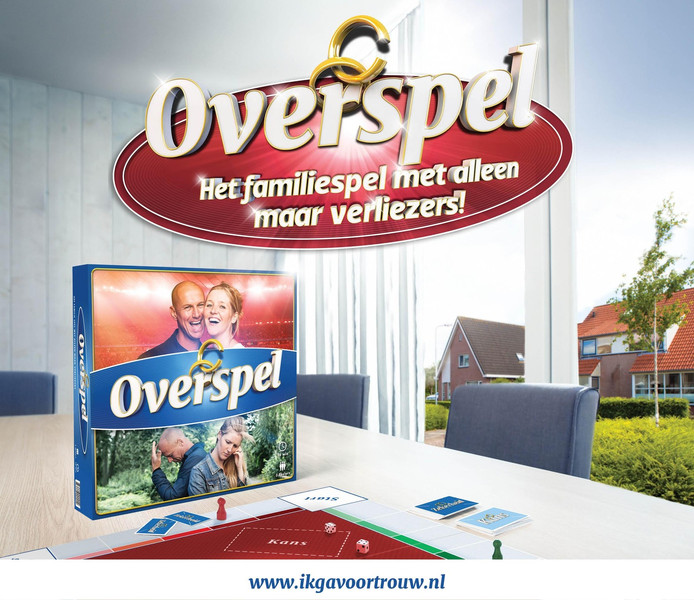 Overspel
Het familiespel met alleen
maar verliezers!
Overspel
Overspel
Start
Kans
www.ikgavoortrouw.nl